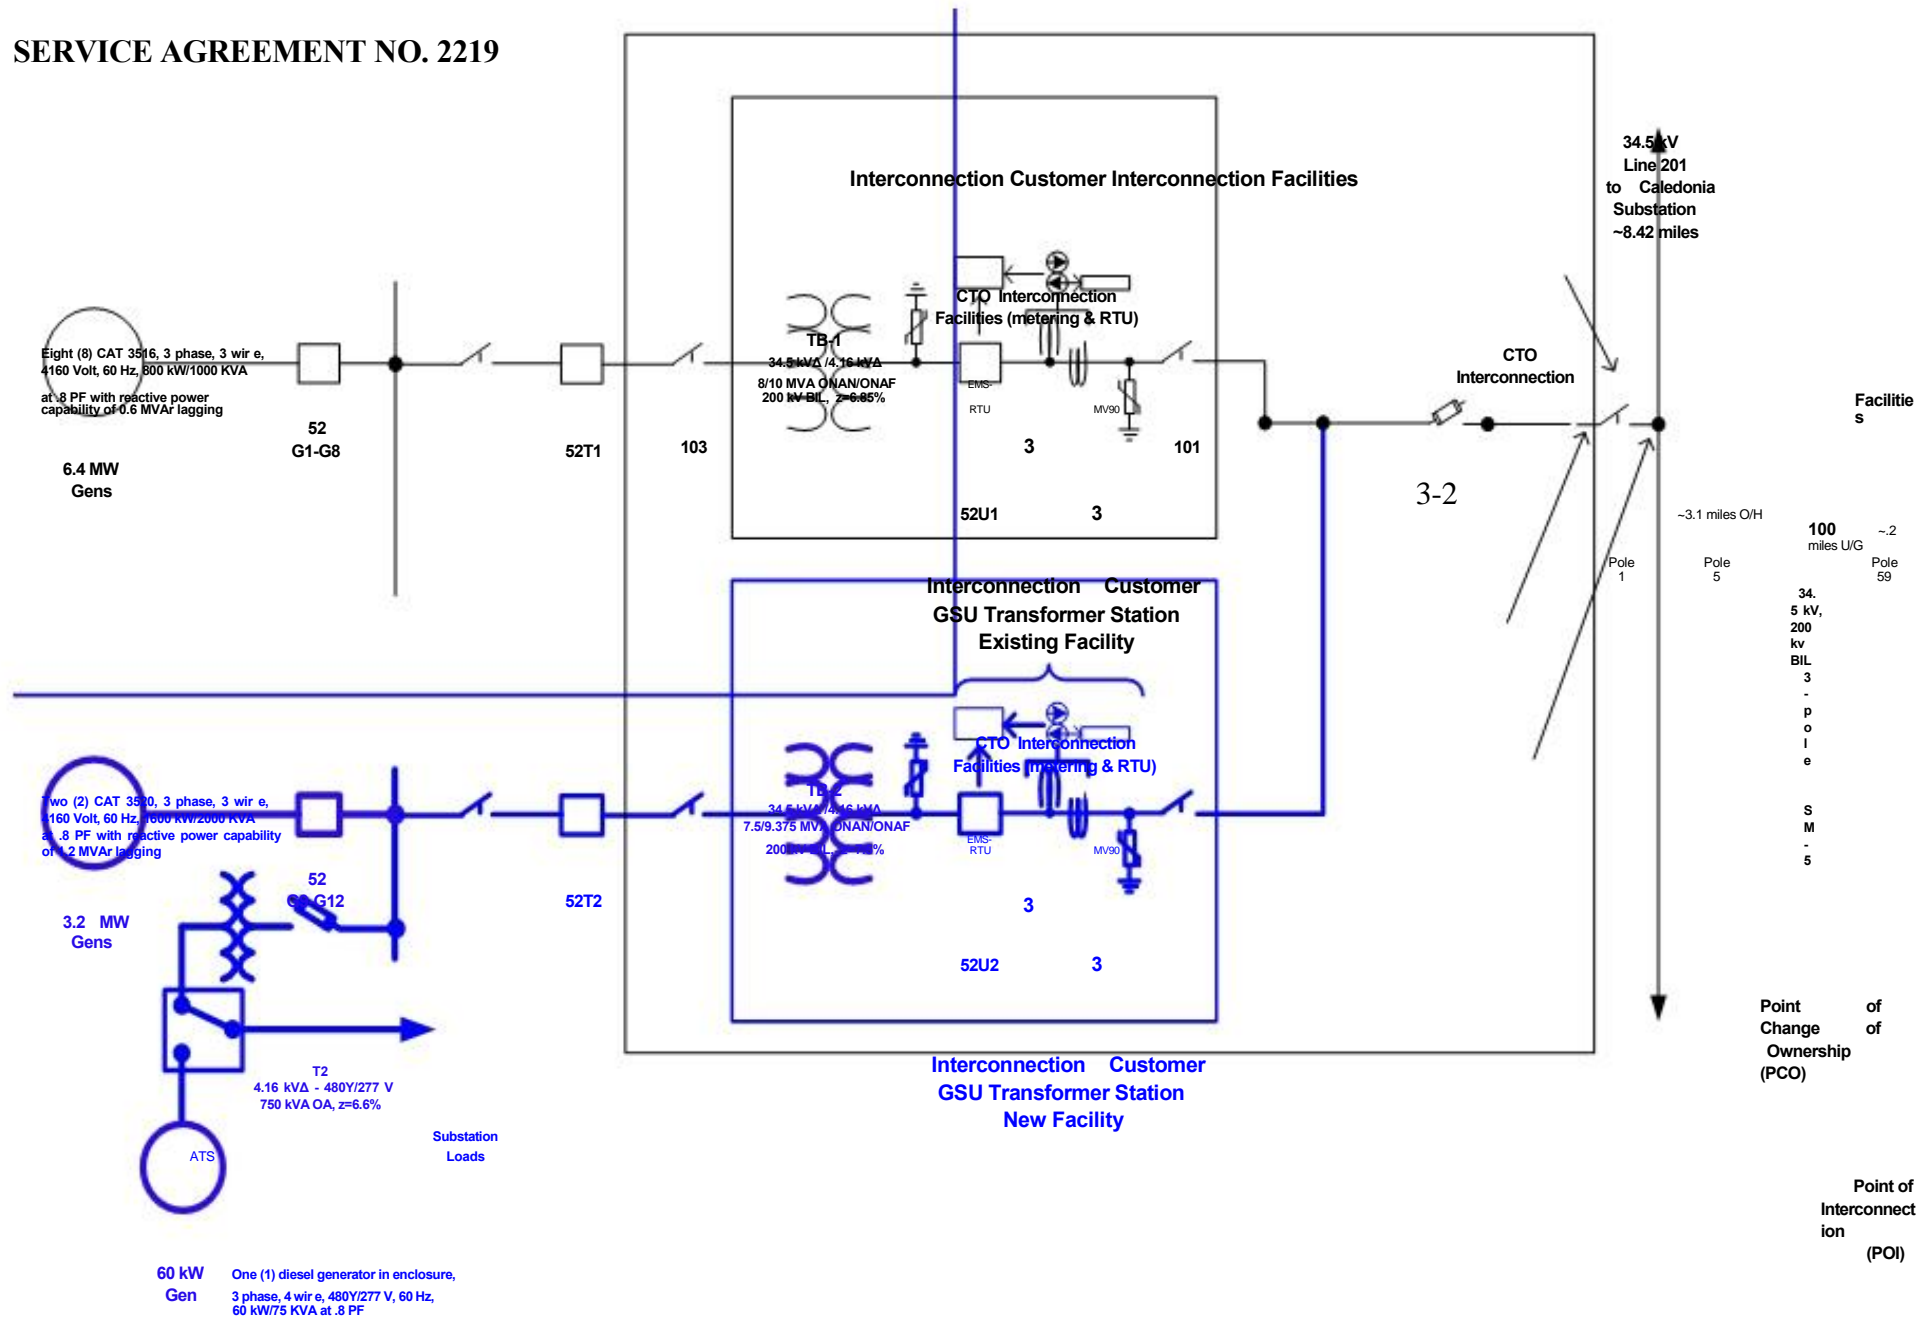 SERVICE AGREEMENT NO. 2219
34.5 kV
Line 201
to Caledonia
Substation
~8.42 miles
Interconnection Customer Interconnection Facilities
CTO Interconnection
Facilities (metering & RTU)
TB-1
34.5 kVΔ /4.16 kVΔ
8/10 MVA ONAN/ONAF
200 kV BIL, z=6.85%
EMS-
RTU
MV90
Eight (8) CAT 3516, 3 phase, 3 wir e,
4160 Volt, 60 Hz, 800 kW/1000 KVA
at .8 PF with reactive power
capability of 0.6 MVAr lagging
CTO
Interconnection
Facilitie
s
52
G1-G8
52T1
103
3
101
6.4 MW
Gens
52U1
3
3-2
~3.1 miles O/H
100 ~.2
miles U/G
Pole
1
Pole
5
Pole
59
34.
5 kV,
200
kv
BIL
3
-
p
o
l
e
S
M
-
5
Interconnection Customer
GSU Transformer Station
Existing Facility
CTO Interconnection
Facilities (metering & RTU)
TB-2
34.5 kVΔ /4.16 kVΔ
7.5/9.375 MVA ONAN/ONAF
EMS-
RTU
MV90
Two (2) CAT 3520, 3 phase, 3 wir e,
4160 Volt, 60 Hz, 1600 kW/2000 KVA
at .8 PF with reactive power capability
of 1.2 MVAr lagging
52
G9-G12
52T2
3
3.2 MW
Gens
52U2
3
Point of
Change of
Ownership
(PCO)
Interconnection Customer
GSU Transformer Station
New Facility
T2
4.16 kVΔ - 480Y/277 V
750 kVA OA, z=6.6%
Substation
Loads
ATS
Point of
Interconnect
ion
(POI)
60 kW
Gen
One (1) diesel generator in enclosure,
3 phase, 4 wir e, 480Y/277 V, 60 Hz,
60 kW/75 KVA at .8 PF